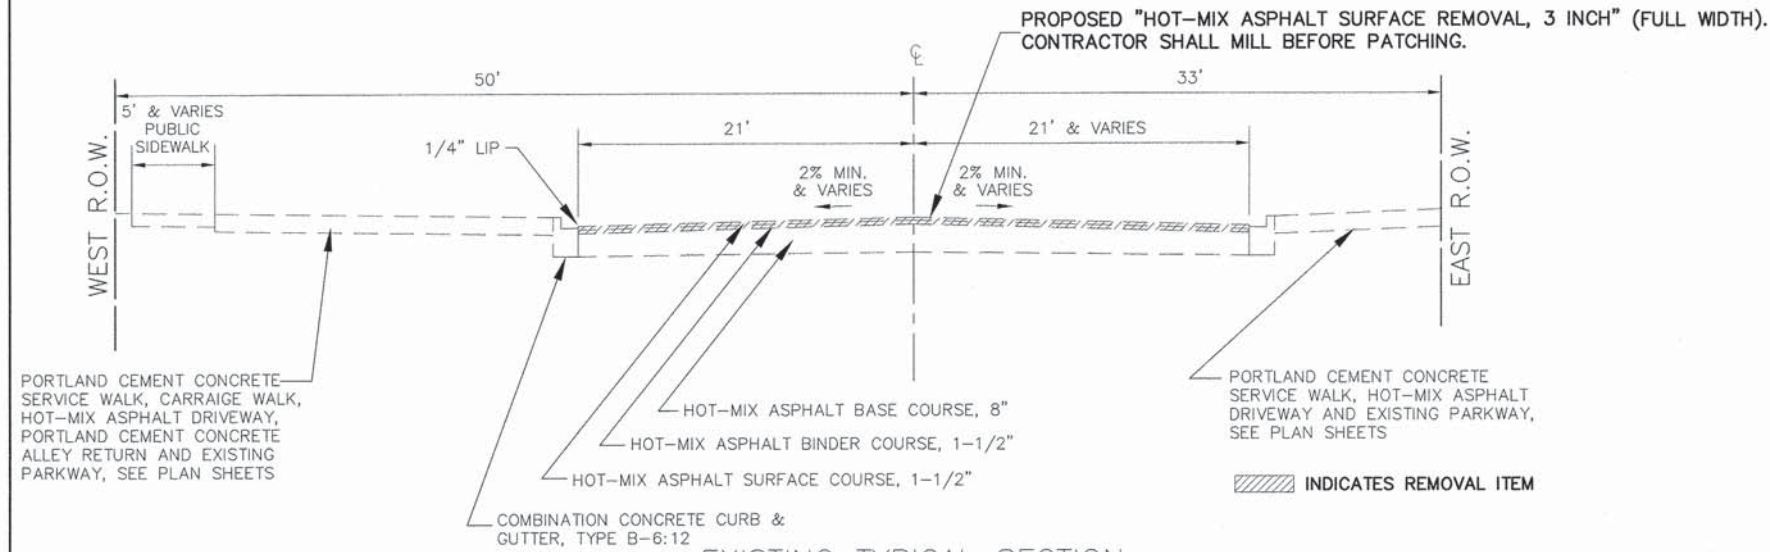 PROPOSED "HOT-MIX ASPHALT SURFACE REMOVAL, 3 INCH" (FULL WIDTH).
CONTRACTOR SHALL MILL BEFORE PATCHING.
℄
50'
33'
5' & VARIES
PUBLIC
SIDEWALK
21'
21' & VARIES
1/4" LIP
2% MIN.
& VARIES
2% MIN.
& VARIES
WEST R.O.W.
EAST R.O.W.
PORTLAND CEMENT CONCRETE
SERVICE WALK, CARRAIGE WALK,
HOT-MIX ASPHALT DRIVEWAY,
PORTLAND CEMENT CONCRETE
ALLEY RETURN AND EXISTING
PARKWAY, SEE PLAN SHEETS
HOT-MIX ASPHALT BASE COURSE, 8"
HOT-MIX ASPHALT BINDER COURSE, 1-1/2"
HOT-MIX ASPHALT SURFACE COURSE, 1-1/2"
COMBINATION CONCRETE CURB &
GUTTER, TYPE B-6:12
PORTLAND CEMENT CONCRETE
SERVICE WALK, HOT-MIX ASPHALT
DRIVEWAY AND EXISTING PARKWAY,
SEE PLAN SHEETS
INDICATES REMOVAL ITEM
EXISTING TYPICAL SECTION